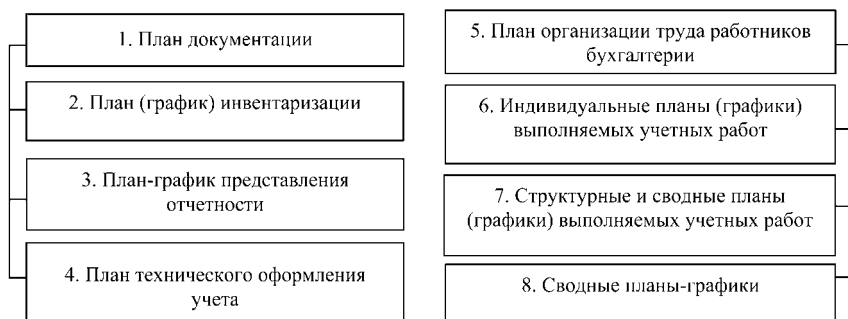 1. План документации
2. План (график) инвентаризации
3. План-график представления
отчетности
4. План технического оформления
учета
5. План организации труда работников
бухгалтерии
6. Индивидуальные планы (графики)
выполняемых учетных работ
7. Структурные и сводные планы
(графики) выполняемых учетных работ
8. Сводные планы-графики